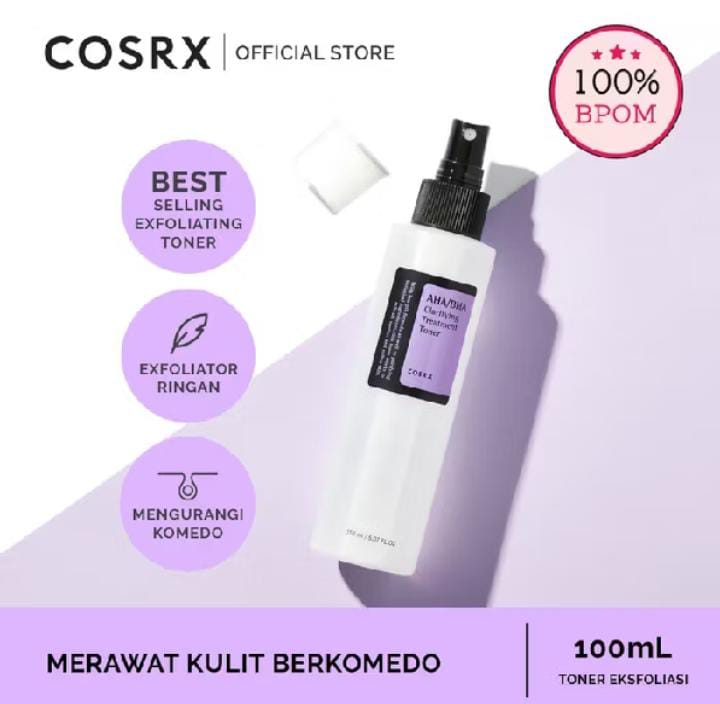 COSRX | OFFICIAL STORE
100%
BPOM
BEST
SELLING
EXFOLIATING
TONER
EXFOLIATOR
RINGAN
MENGURANGI
KOMEDO
AHA/BHA
Clarifying
Treatment
Toner
COSRX
MERAWAT KULIT BERKOMEDO
100mL
TONER EKSFOLIASI